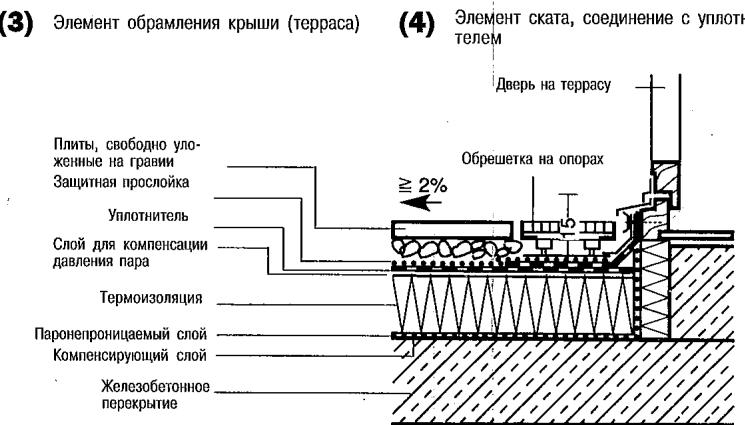 (3) Элемент обрамления крыши (терраса)
(4) Элемент ската, соединение с уплотн
телем
Дверь на террасу
Плиты, свободно уло-
женные на гравии
Защитная прослойка
Уплотнитель
Слой для компенсации
давления пара
Термоизоляция
Паронепроницаемый слой
Компенсирующий слой
Железобетонное
перекрытие
Обрешетка на опорах
≥ 2%
15